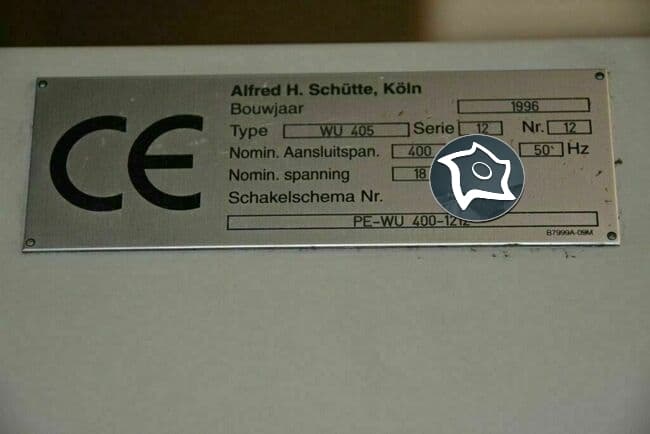 CE
Alfred H. Schütte, Köln
Bouwjaar 1996
Type WU 405 Serie 12 Nr. 12
Nomin. Aansluitspan. 400 50 Hz
Nomin. spanning 18
Schakelschema Nr.
PE-WU 400-1212
B7999A-09M